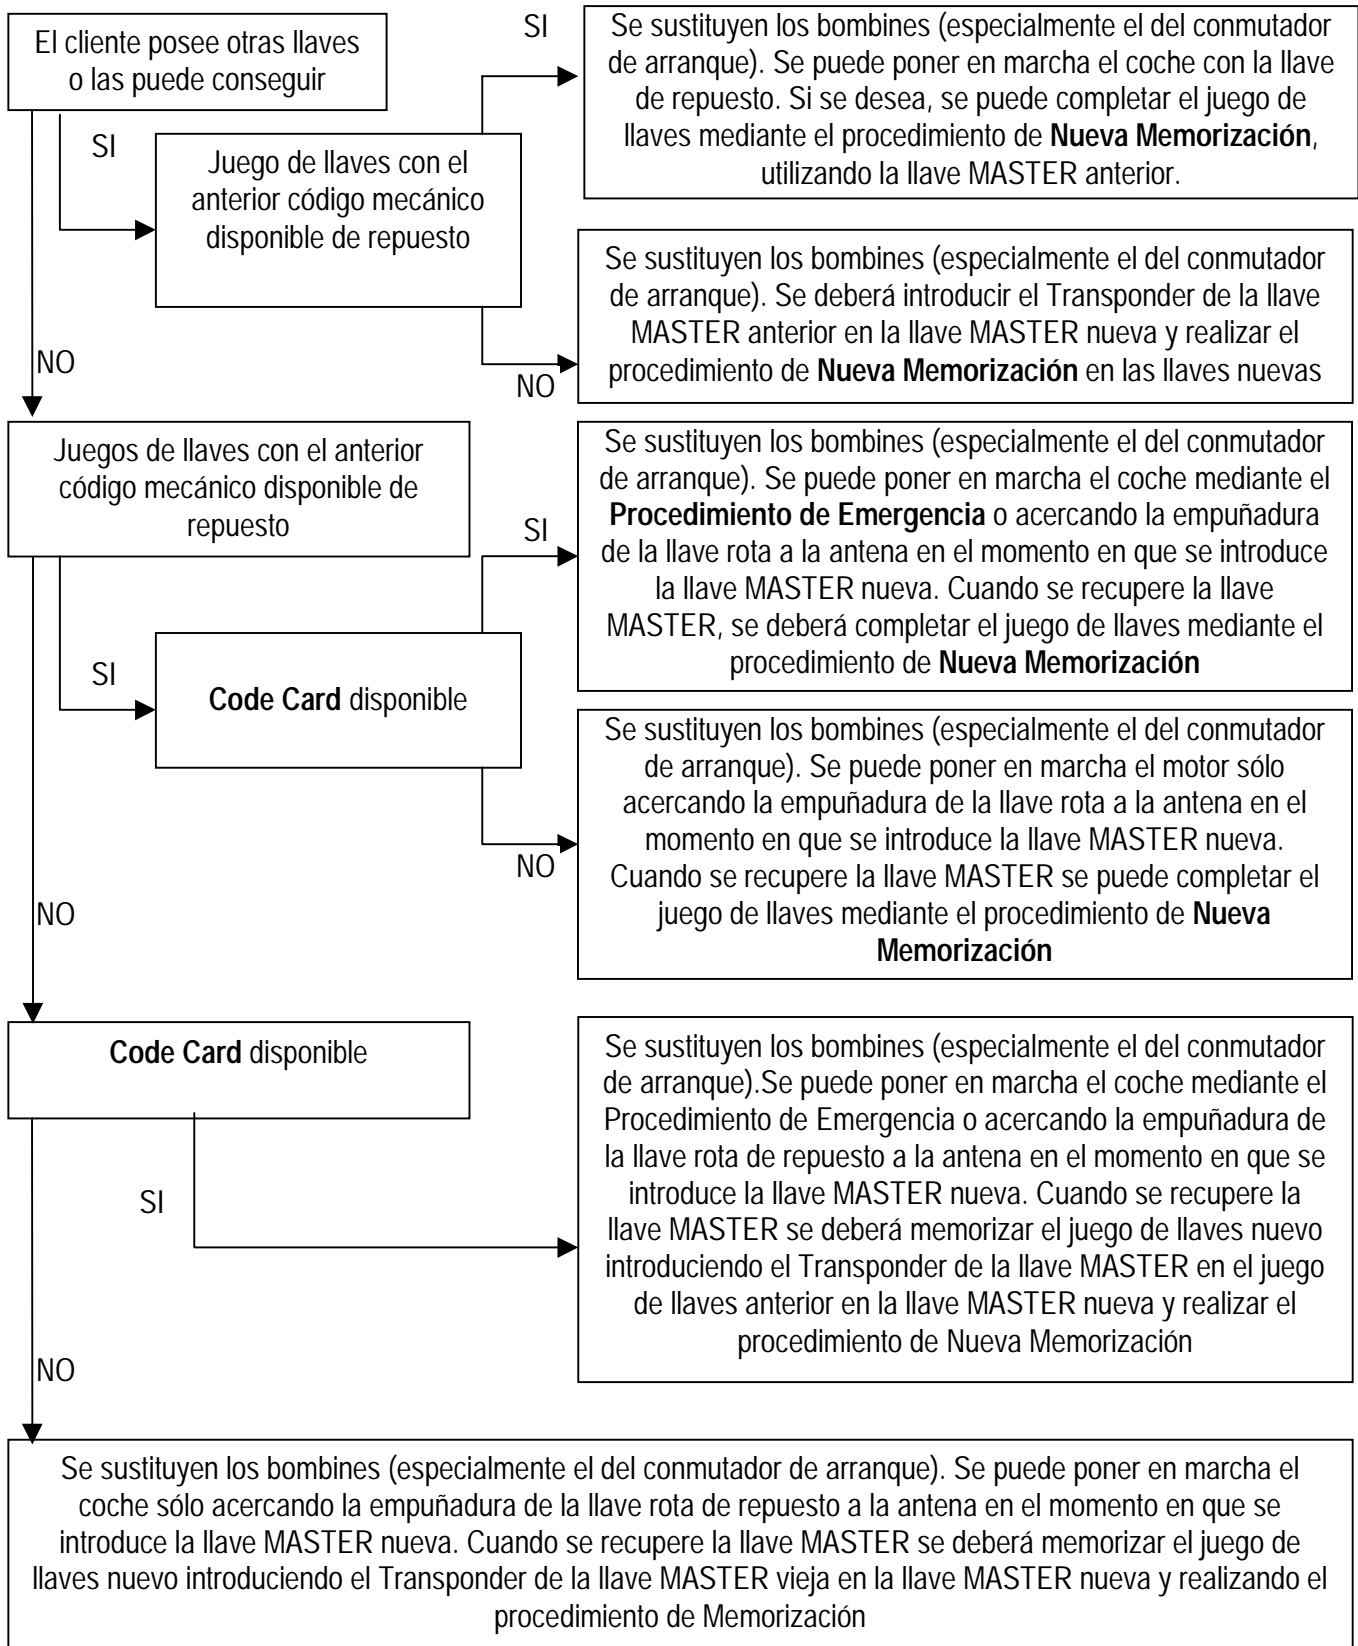 El cliente posee otras llaves
o las puede conseguir
SI
Se sustituyen los bombines (especialmente el del conmutador
de arranque). Se puede poner en marcha el coche con la llave
de repuesto. Si se desea, se puede completar el juego de
llaves mediante el procedimiento de Nueva Memorización,
utilizando la llave MASTER anterior.
SI
Juego de llaves con el
anterior código mecánico
disponible de repuesto
Se sustituyen los bombines (especialmente el del conmutador
de arranque). Se deberá introducir el Transponder de la llave
MASTER anterior en la llave MASTER nueva y realizar el
procedimiento de Nueva Memorización en las llaves nuevas
NO
NO
Juegos de llaves con el anterior
código mecánico disponible de
repuesto
SI
Se sustituyen los bombines (especialmente el del conmutador
de arranque). Se puede poner en marcha el coche mediante el
Procedimiento de Emergencia o acercando la empuñadura
de la llave rota a la antena en el momento en que se introduce
la llave MASTER nueva. Cuando se recupere la llave
MASTER, se deberá completar el juego de llaves mediante el
procedimiento de Nueva Memorización
SI
Code Card disponible
Se sustituyen los bombines (especialmente el del conmutador
de arranque). Se puede poner en marcha el motor sólo
acercando la empuñadura de la llave rota a la antena en el
momento en que se introduce la llave MASTER nueva.
Cuando se recupere la llave MASTER se puede completar el
juego de llaves mediante el procedimiento de Nueva
Memorización
NO
NO
Code Card disponible
SI
Se sustituyen los bombines (especialmente el del conmutador
de arranque).Se puede poner en marcha el coche mediante el
Procedimiento de Emergencia o acercando la empuñadura de
la llave rota de repuesto a la antena en el momento en que se
introduce la llave MASTER nueva. Cuando se recupere la
llave MASTER se deberá memorizar el juego de llaves nuevo
introduciendo el Transponder de la llave MASTER en el juego
de llaves anterior en la llave MASTER nueva y realizar el
procedimiento de Nueva Memorización
NO
Se sustituyen los bombines (especialmente el del conmutador de arranque). Se puede poner en marcha el
coche sólo acercando la empuñadura de la llave rota de repuesto a la antena en el momento en que se
introduce la llave MASTER nueva. Cuando se recupere la llave MASTER se deberá memorizar el juego de
llaves nuevo introduciendo el Transponder de la llave MASTER vieja en la llave MASTER nueva y realizando el
procedimiento de Memorización